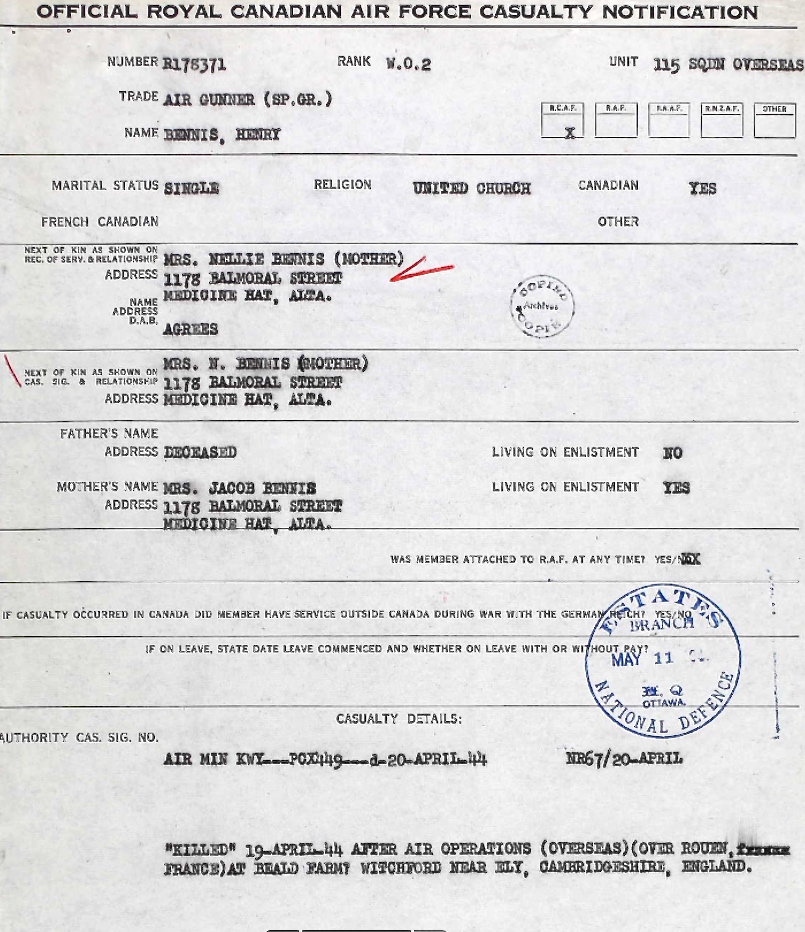 OFFICIAL ROYAL CANADIAN AIR FORCE CASUALTY NOTIFICATION
NUMBER R178371 RANK W.O.2 UNIT 115 SQDN OVERSEAS
TRADE AIR GUNNER (SP.GR.)
R.C.A.F. R.A.F. R.A.A.F. R.N.Z.A.F. OTHER
X
NAME BENNIS, HENRY
MARITAL STATUS SINGLE RELIGION UNITED CHURCH CANADIAN YES
FRENCH CANADIAN OTHER
NEXT OF KIN AS SHOWN ON REC. OF SERV. & RELATIONSHIP MRS. NELLIE BENNIS (MOTHER)
ADDRESS 1178 BALMORAL STREET
MEDICINE HAT, ALTA.
NAME
ADDRESS
D.A.B. AGREES
COPIED
Archives
COPIE
NEXT OF KIN AS SHOWN ON CAS. SIG. & RELATIONSHIP MRS. N. BENNIS (MOTHER)
1178 BALMORAL STREET
ADDRESS MEDICINE HAT, ALTA.
FATHER'S NAME
ADDRESS DECEASED LIVING ON ENLISTMENT NO
MOTHER'S NAME MRS. JACOB BENNIS LIVING ON ENLISTMENT YES
ADDRESS 1178 BALMORAL STREET
MEDICINE HAT, ALTA.
WAS MEMBER ATTACHED TO R.A.F. AT ANY TIME? YES/
IF CASUALTY OCCURRED IN CANADA DID MEMBER HAVE SERVICE OUTSIDE CANADA DURING WAR WITH THE GERMAN REICH? YES/NO
IF ON LEAVE, STATE DATE LEAVE COMMENCED AND WHETHER ON LEAVE WITH OR WITHOUT PAY?
ESTATES
BRANCH
MAY 11
H. Q
OTTAWA.
NATIONAL DEFENCE
CASUALTY DETAILS:
AUTHORITY CAS. SIG. NO.
AIR MIN KWY---PCX449---d-20-APRIL-44 NR67/20-APRIL
"KILLED" 19-APRIL-44 AFTER AIR OPERATIONS (OVERSEAS)(OVER ROUEN,
FRANCE)AT BEALD FARM? WITCHFORD NEAR ELY, CAMBRIDGESHIRE, ENGLAND.